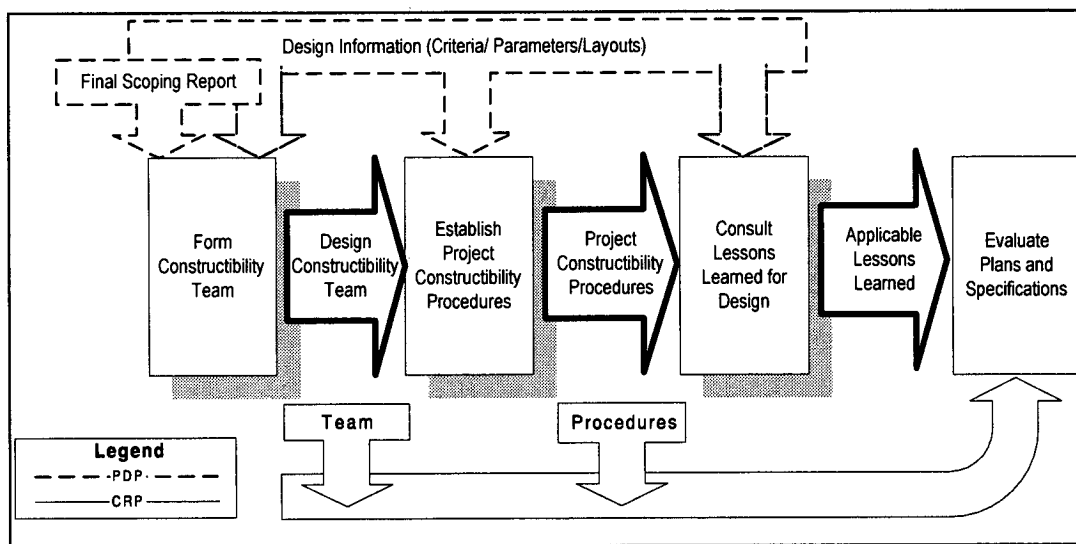 Design Information (Criteria/ Parameters/Layouts)
Final Scoping Report
Form
Constructibility
Team
Design
Constructibility
Team
Establish
Project
Constructibility
Procedures
Project
Constructibility
Procedures
Consult
Lessons
Learned for
Design
Applicable
Lessons
Learned
Evaluate
Plans and
Specifications
Team
Procedures
Legend
PDP
CRP